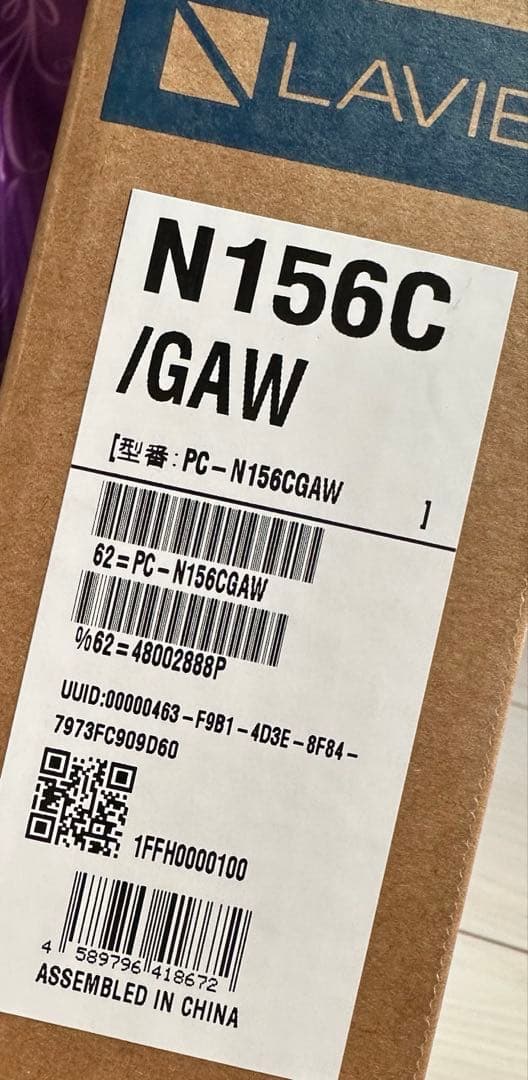 LAVIE
N156C
/GAW
[型番:PC-N156CGAW ]
62=PC-N156CGAW
%62=48002888P
UUID:00000463-F9B1-4D3E-8F84-
7973FC909D60
1FFH0000100
4 589796 418672
ASSEMBLED IN CHINA